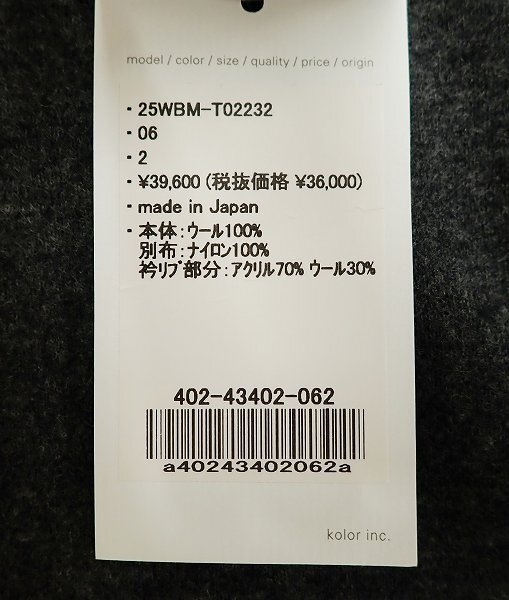 model / color / size / quality / price / origin
・25WBM-T02232
・06
・2
・¥39,600 (税抜価格 ¥36,000)
・made in Japan
・本体：ウール100%
別布：ナイロン100%
衿ﾘﾌﾞ部分：アクリル70% ウール30%
402-43402-062
a40243402062a
kolor inc.